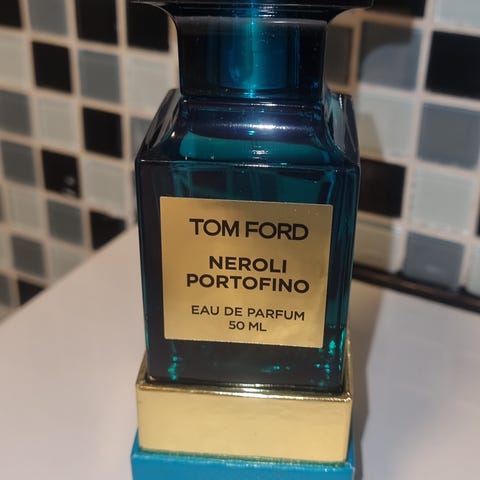 TOM FORD
NEROLI
PORTOFINO
EAU DE PARFUM
50 ML